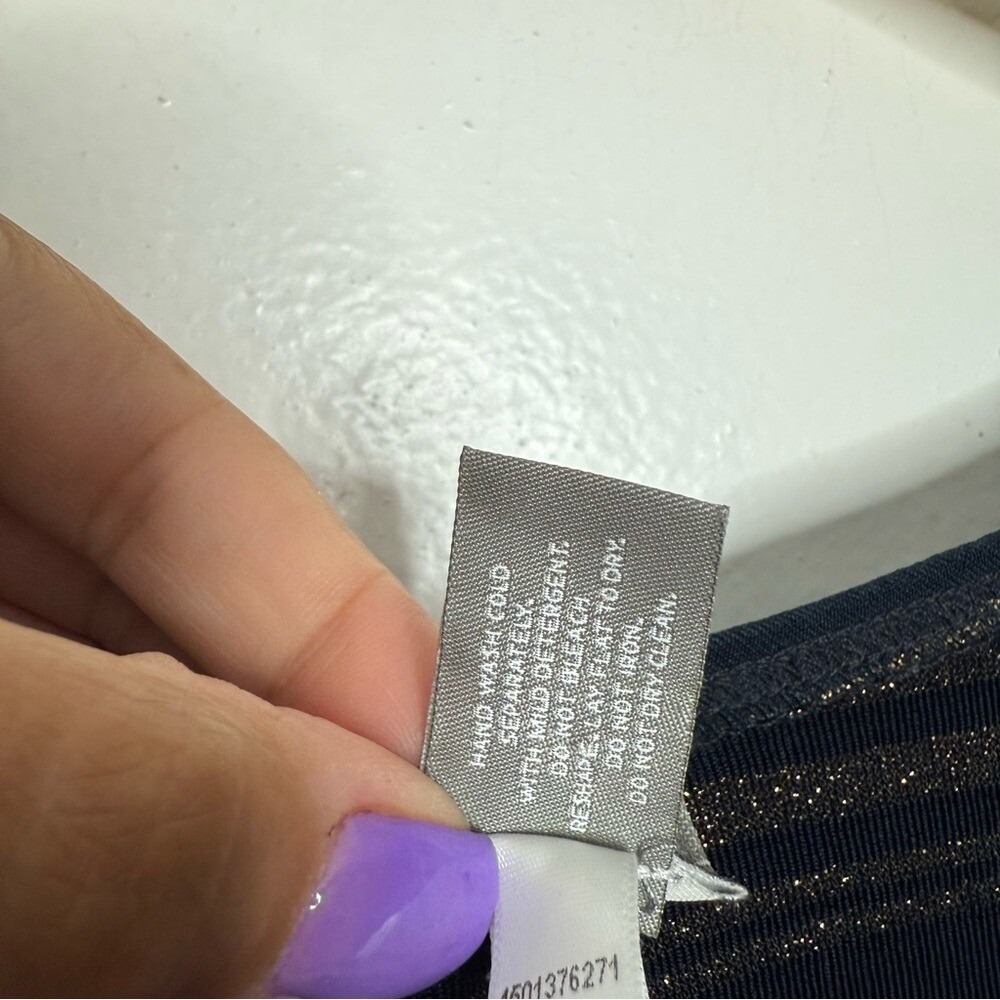 HAND WASH COLD
SEPARATELY.
WITH MILD DETERGENT.
DO NOT BLEACH.
RESHAPE, LAY FLAT TO DRY.
DO NOT IRON.
DO NOT DRY CLEAN.
4501376271